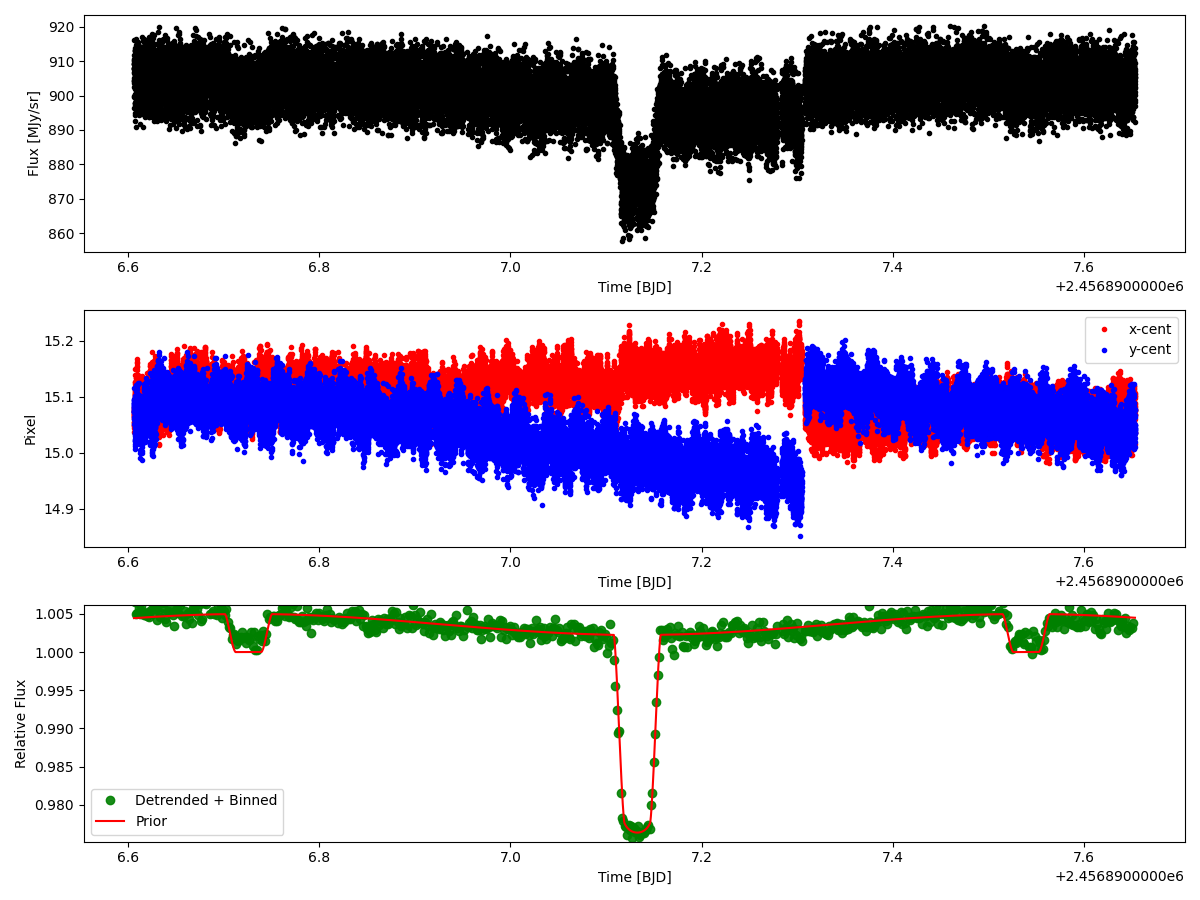 920
910
900
890
880
870
860
Flux [MJy/sr]
6.6 6.8 7.0 7.2 7.4 7.6
Time [BJD]
+2.4568900000e6
15.2
15.1
15.0
14.9
Pixel
x-cent
y-cent
6.6 6.8 7.0 7.2 7.4 7.6
Time [BJD]
+2.4568900000e6
1.005
1.000
0.995
0.990
0.985
0.980
Relative Flux
Detrended + Binned
Prior
6.6 6.8 7.0 7.2 7.4 7.6
Time [BJD]
+2.4568900000e6